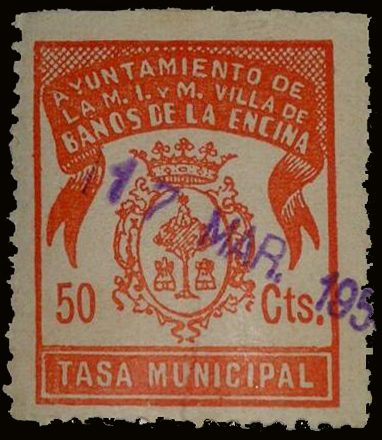 AYUNTAMIENTO DE
LA M. I. Y M. VILLA DE
BAÑOS DE LA ENCINA
17 MAR. 195
50 Cts.
TASA MUNICIPAL